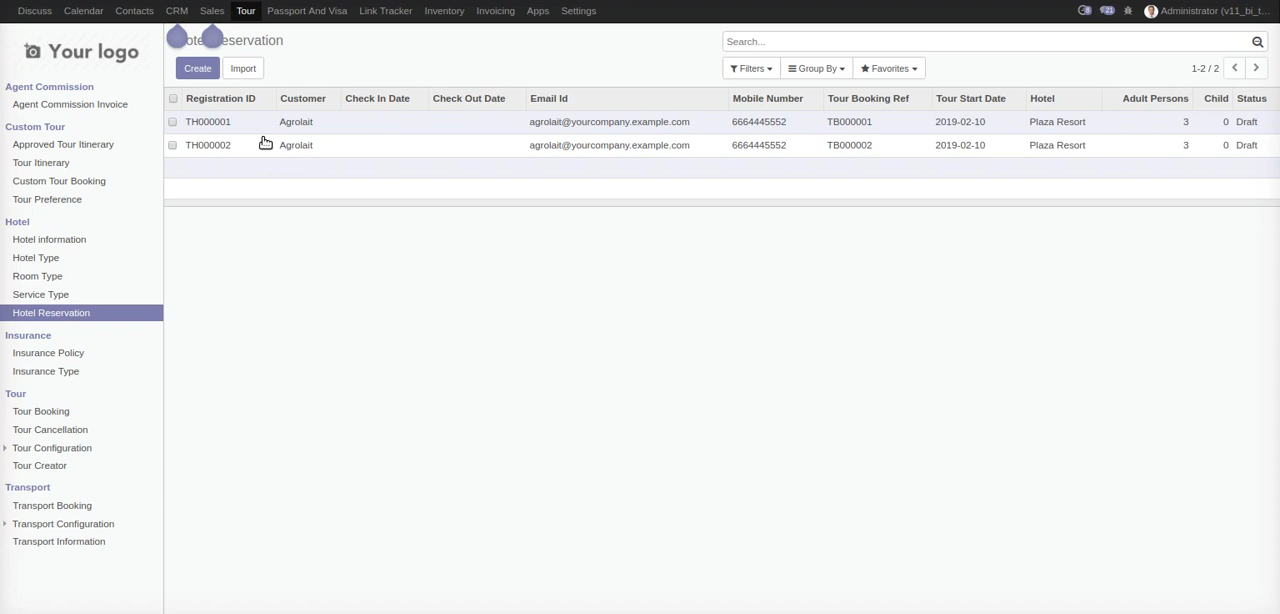 Discuss Calendar Contacts CRM Sales Tour Passport And Visa Link Tracker Inventory Invoicing Apps Settings 8 21 Administrator (v11_bi_t...
Your logo
Agent Commission
Agent Commission Invoice
Custom Tour
Approved Tour Itinerary
Tour Itinerary
Custom Tour Booking
Tour Preference
Hotel
Hotel information
Hotel Type
Room Type
Service Type
Hotel Reservation
Insurance
Insurance Policy
Insurance Type
Tour
Tour Booking
Tour Cancellation
Tour Configuration
Tour Creator
Transport
Transport Booking
Transport Configuration
Transport Information
Hotel Reservation
Search...
Create Import
Filters Group By Favorites 1-2 / 2
Registration ID Customer Check In Date Check Out Date Email Id Mobile Number Tour Booking Ref Tour Start Date Hotel Adult Persons Child Status
TH000001 Agrolait agrolait@yourcompany.example.com 6664445552 TB000001 2019-02-10 Plaza Resort 3 0 Draft
TH000002 Agrolait agrolait@yourcompany.example.com 6664445552 TB000002 2019-02-10 Plaza Resort 3 0 Draft